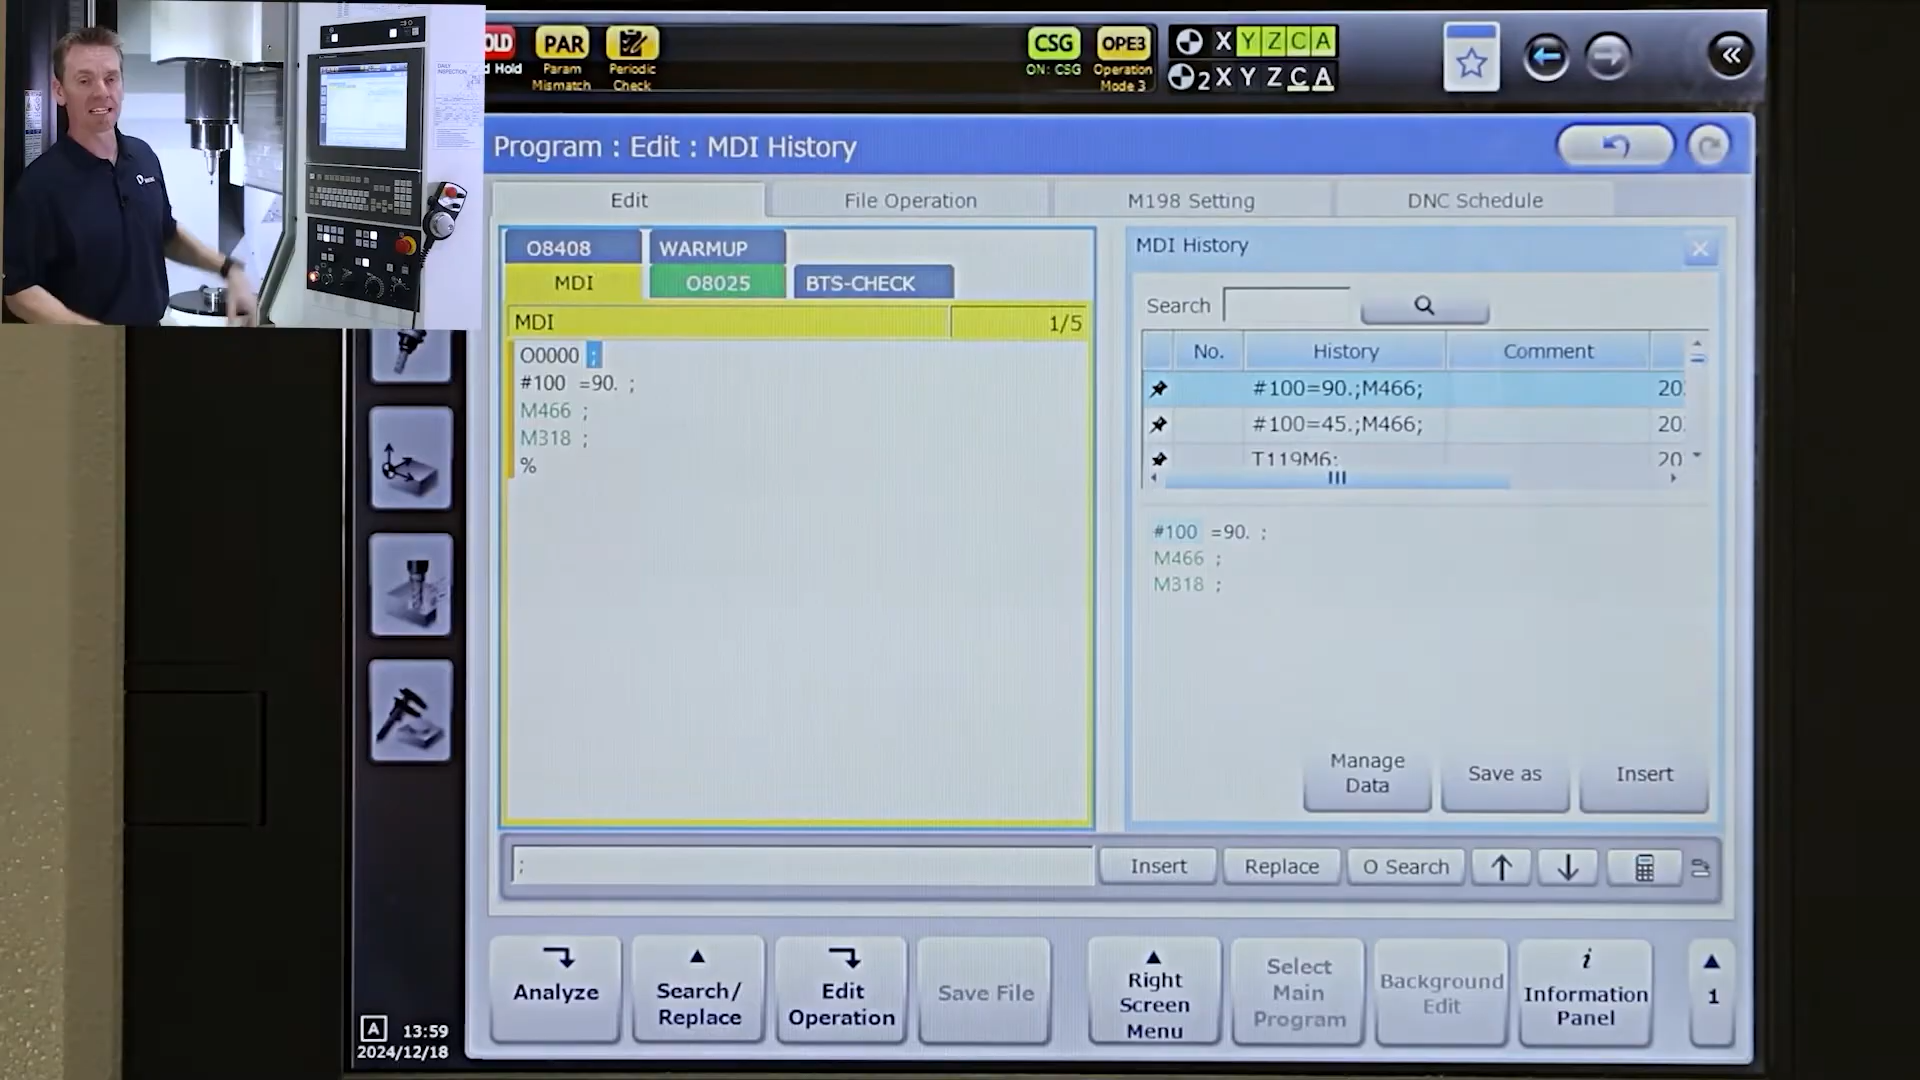 OLD
d Hold
PAR
Param
Mismatch
Periodic
Check
CSG
ON: CSG
OPE3
Operation
Mode 3
X Y Z C A
2 X Y Z C A
Program : Edit : MDI History
Edit
File Operation
M198 Setting
DNC Schedule
O8408
WARMUP
MDI
O8025
BTS-CHECK
MDI
1/5
O0000 ;
#100 =90. ;
M466 ;
M318 ;
%
MDI History
Search
No.
History
Comment
#100=90.;M466;
20
#100=45.;M466;
20
T119M6;
20
#100 =90. ;
M466 ;
M318 ;
Manage
Data
Save as
Insert
;
Insert
Replace
O Search
Analyze
Search/
Replace
Edit
Operation
Save File
Right
Screen
Menu
Select
Main
Program
Background
Edit
i
Information
Panel
1
A 13:59
2024/12/18
DAILY
INSPECTION